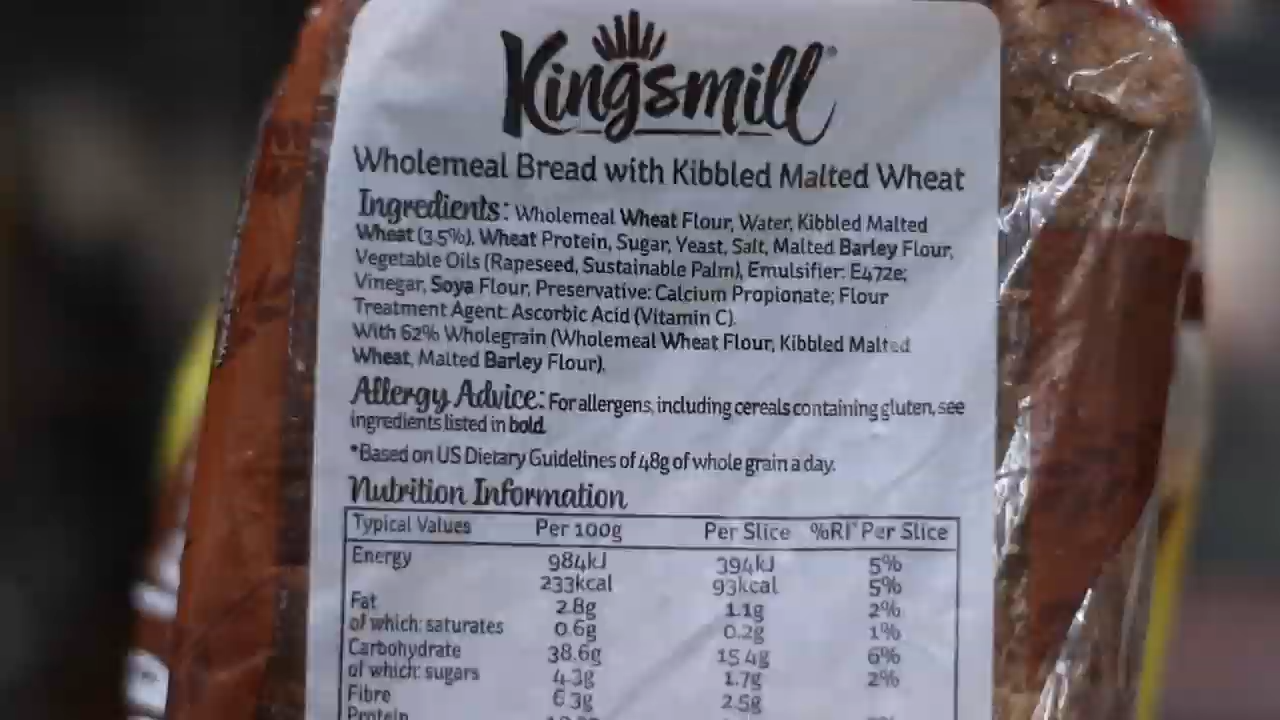 Kingsmill
Wholemeal Bread with Kibbled Malted Wheat
Ingredients: Wholemeal Wheat Flour, Water, Kibbled Malted
Wheat (3.5%), Wheat Protein, Sugar, Yeast, Salt, Malted Barley Flour,
Vegetable Oils (Rapeseed, Sustainable Palm), Emulsifier: E472e;
Vinegar, Soya Flour, Preservative: Calcium Propionate; Flour
Treatment Agent: Ascorbic Acid (Vitamin C).
With 62% Wholegrain (Wholemeal Wheat Flour, Kibbled Malted
Wheat, Malted Barley Flour).
Allergy Advice: For allergens, including cereals containing gluten, see
ingredients listed in bold.
*Based on US Dietary Guidelines of 48g of whole grain a day.
Nutrition Information
Typical Values Per 100g Per Slice %RI* Per Slice
Energy 984kJ 394kJ 5%
233kcal 93kcal 5%
Fat 2.8g 1.1g 2%
of which: saturates 0.6g 0.2g 1%
Carbohydrate 38.6g 15.4g 6%
of which: sugars 4.3g 1.7g 2%
Fibre 6.3g 2.5g
Protein